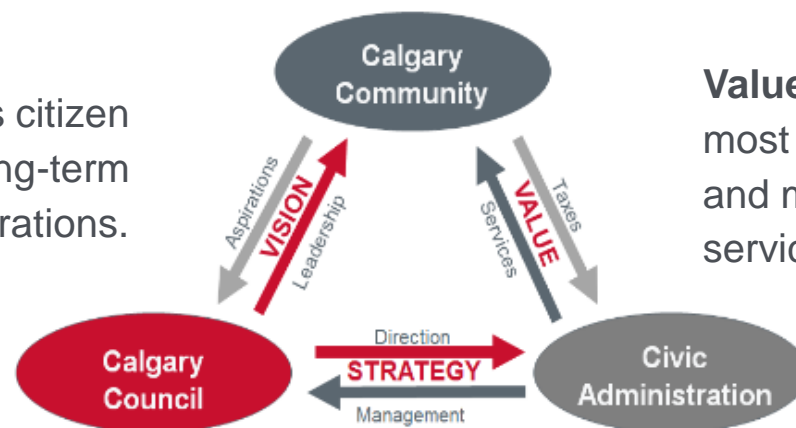 Calgary
Community
s citizen
ng-term
rations.
Value
most
and m
servic
Aspirations
VISION
Leadership
Services
VALUE
Taxes
Calgary
Council
Direction
STRATEGY
Management
Civic
Administration